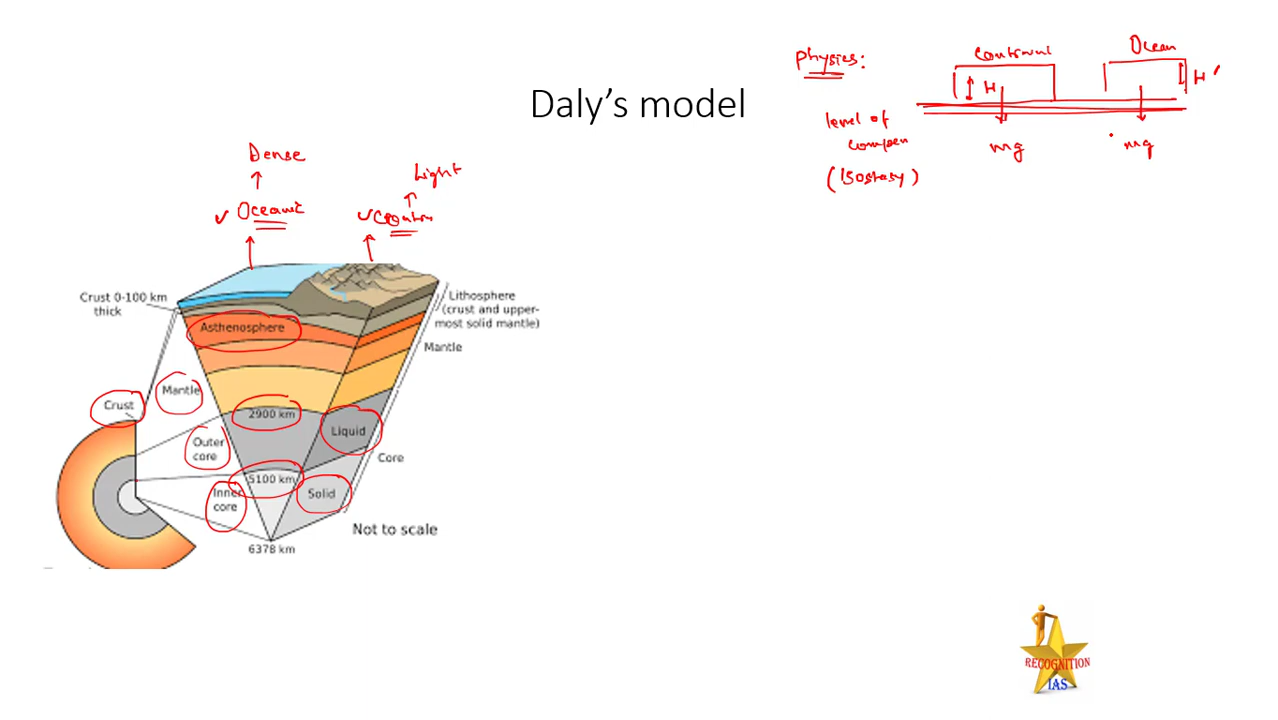 Daly's model
Physics:
Continent
Ocean
H
H'
level of
compen
(Isostasy)
mg
mg
Dense
Light
Oceanic
Crust 0-100 km
thick
Lithosphere
(crust and upper-
most solid mantle)
Asthenosphere
Mantle
Mantle
Crust
2900 km
Liquid
Outer
core
Core
5100 km
Inner
core
Solid
Not to scale
6378 km
RECOGNITION
IAS